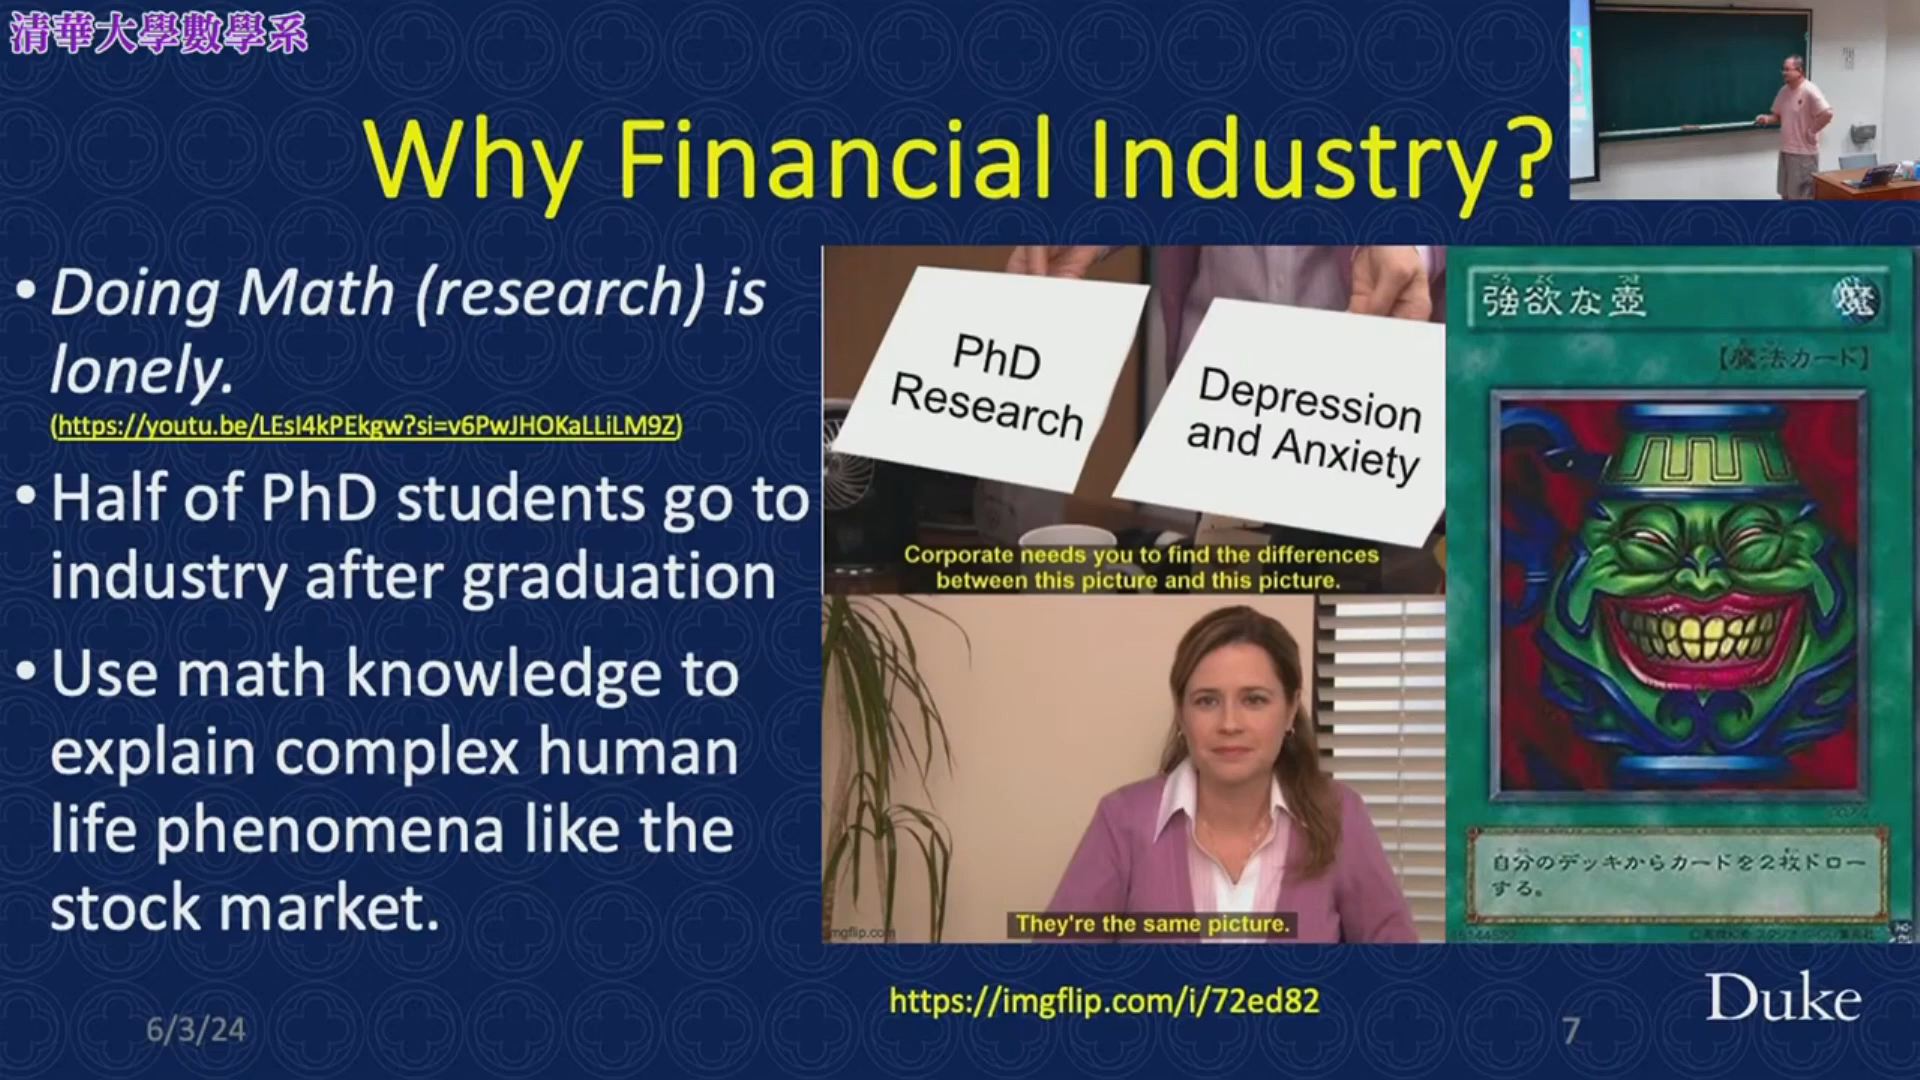 清華大學數學系
Why Financial Industry?
• Doing Math (research) is
lonely.
(https://youtu.be/LEsI4kPEkgw?si=v6PwJHOKaLLiLM9Z)
• Half of PhD students go to
industry after graduation
• Use math knowledge to
explain complex human
life phenomena like the
stock market.
PhD
Research
Depression
and Anxiety
Corporate needs you to find the differences
between this picture and this picture.
They're the same picture.
imgflip.com
強欲な壺
魔
【魔法カード】
自分のデッキからカードを2枚ドロー
する。
https://imgflip.com/i/72ed82
6/3/24
7
Duke